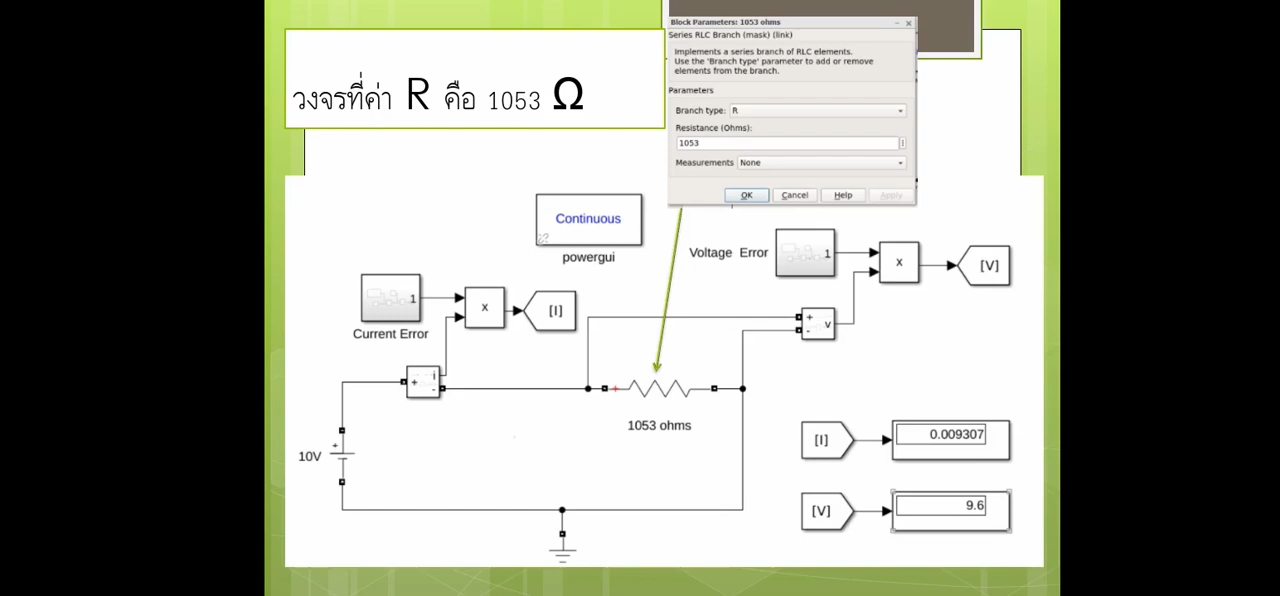 Block Parameters: 1053 ohms
Series RLC Branch (mask) (link)
Implements a series branch of RLC elements.
Use the 'Branch type' parameter to add or remove
elements from the branch.
Parameters
Branch type: R
Resistance (Ohms):
1053
Measurements None
OK Cancel Help Apply
วงจรที่ค่า R คือ 1053 Ω
Continuous
powergui
Voltage Error
1
x
[V]
1
x
[I]
Current Error
+ - v
+ i -
1053 ohms
+
10V
[I] 0.009307
[V] 9.6